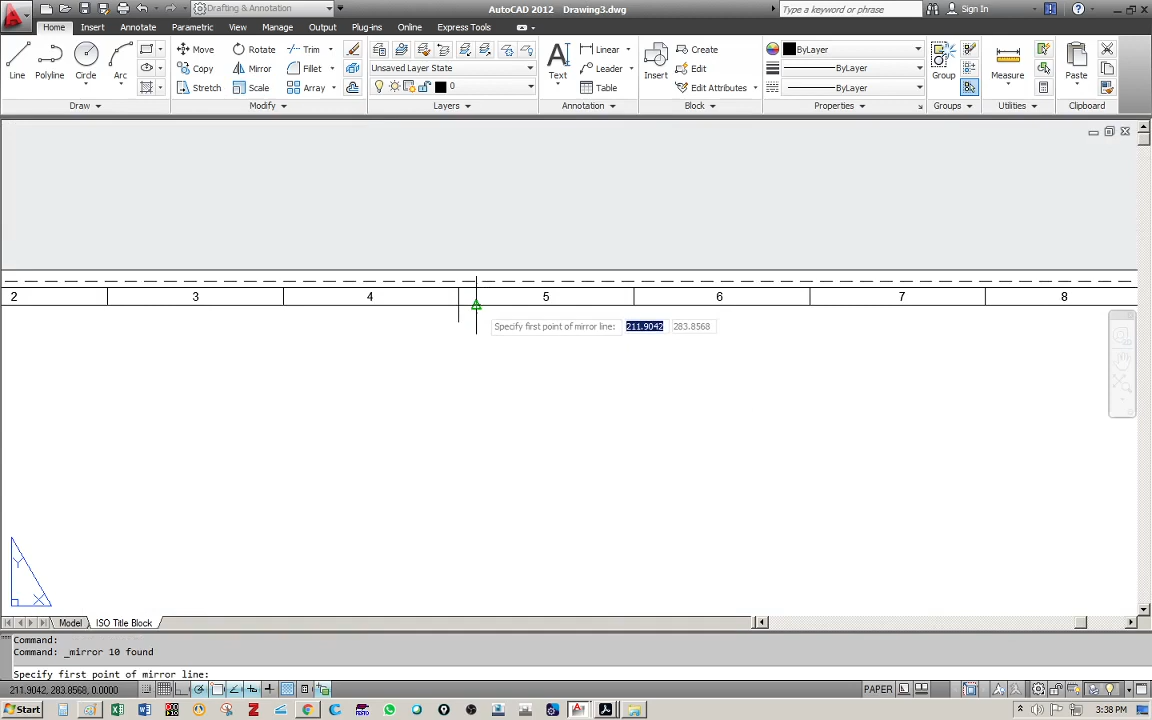 Drafting & Annotation
AutoCAD 2012 Drawing3.dwg
Type a keyword or phrase
Sign In
Home Insert Annotate Parametric View Manage Output Plug-ins Online Express Tools
Line Polyline Circle Arc
Move Rotate Trim
Copy Mirror Fillet
Stretch Scale Array
Unsaved Layer State
0
Text
Linear
Leader
Table
Insert
Create
Edit
Edit Attributes
ByLayer
ByLayer
ByLayer
Group
Measure
Paste
Draw Modify Layers Annotation Block Properties Groups Utilities Clipboard
2 3 4 5 6 7 8
Specify first point of mirror line: 211.9042 283.8568
Y
X
Model ISO Title Block
Command:
Command: _mirror 10 found
Specify first point of mirror line:
211.9042, 283.8568, 0.0000
PAPER
Start
3:38 PM